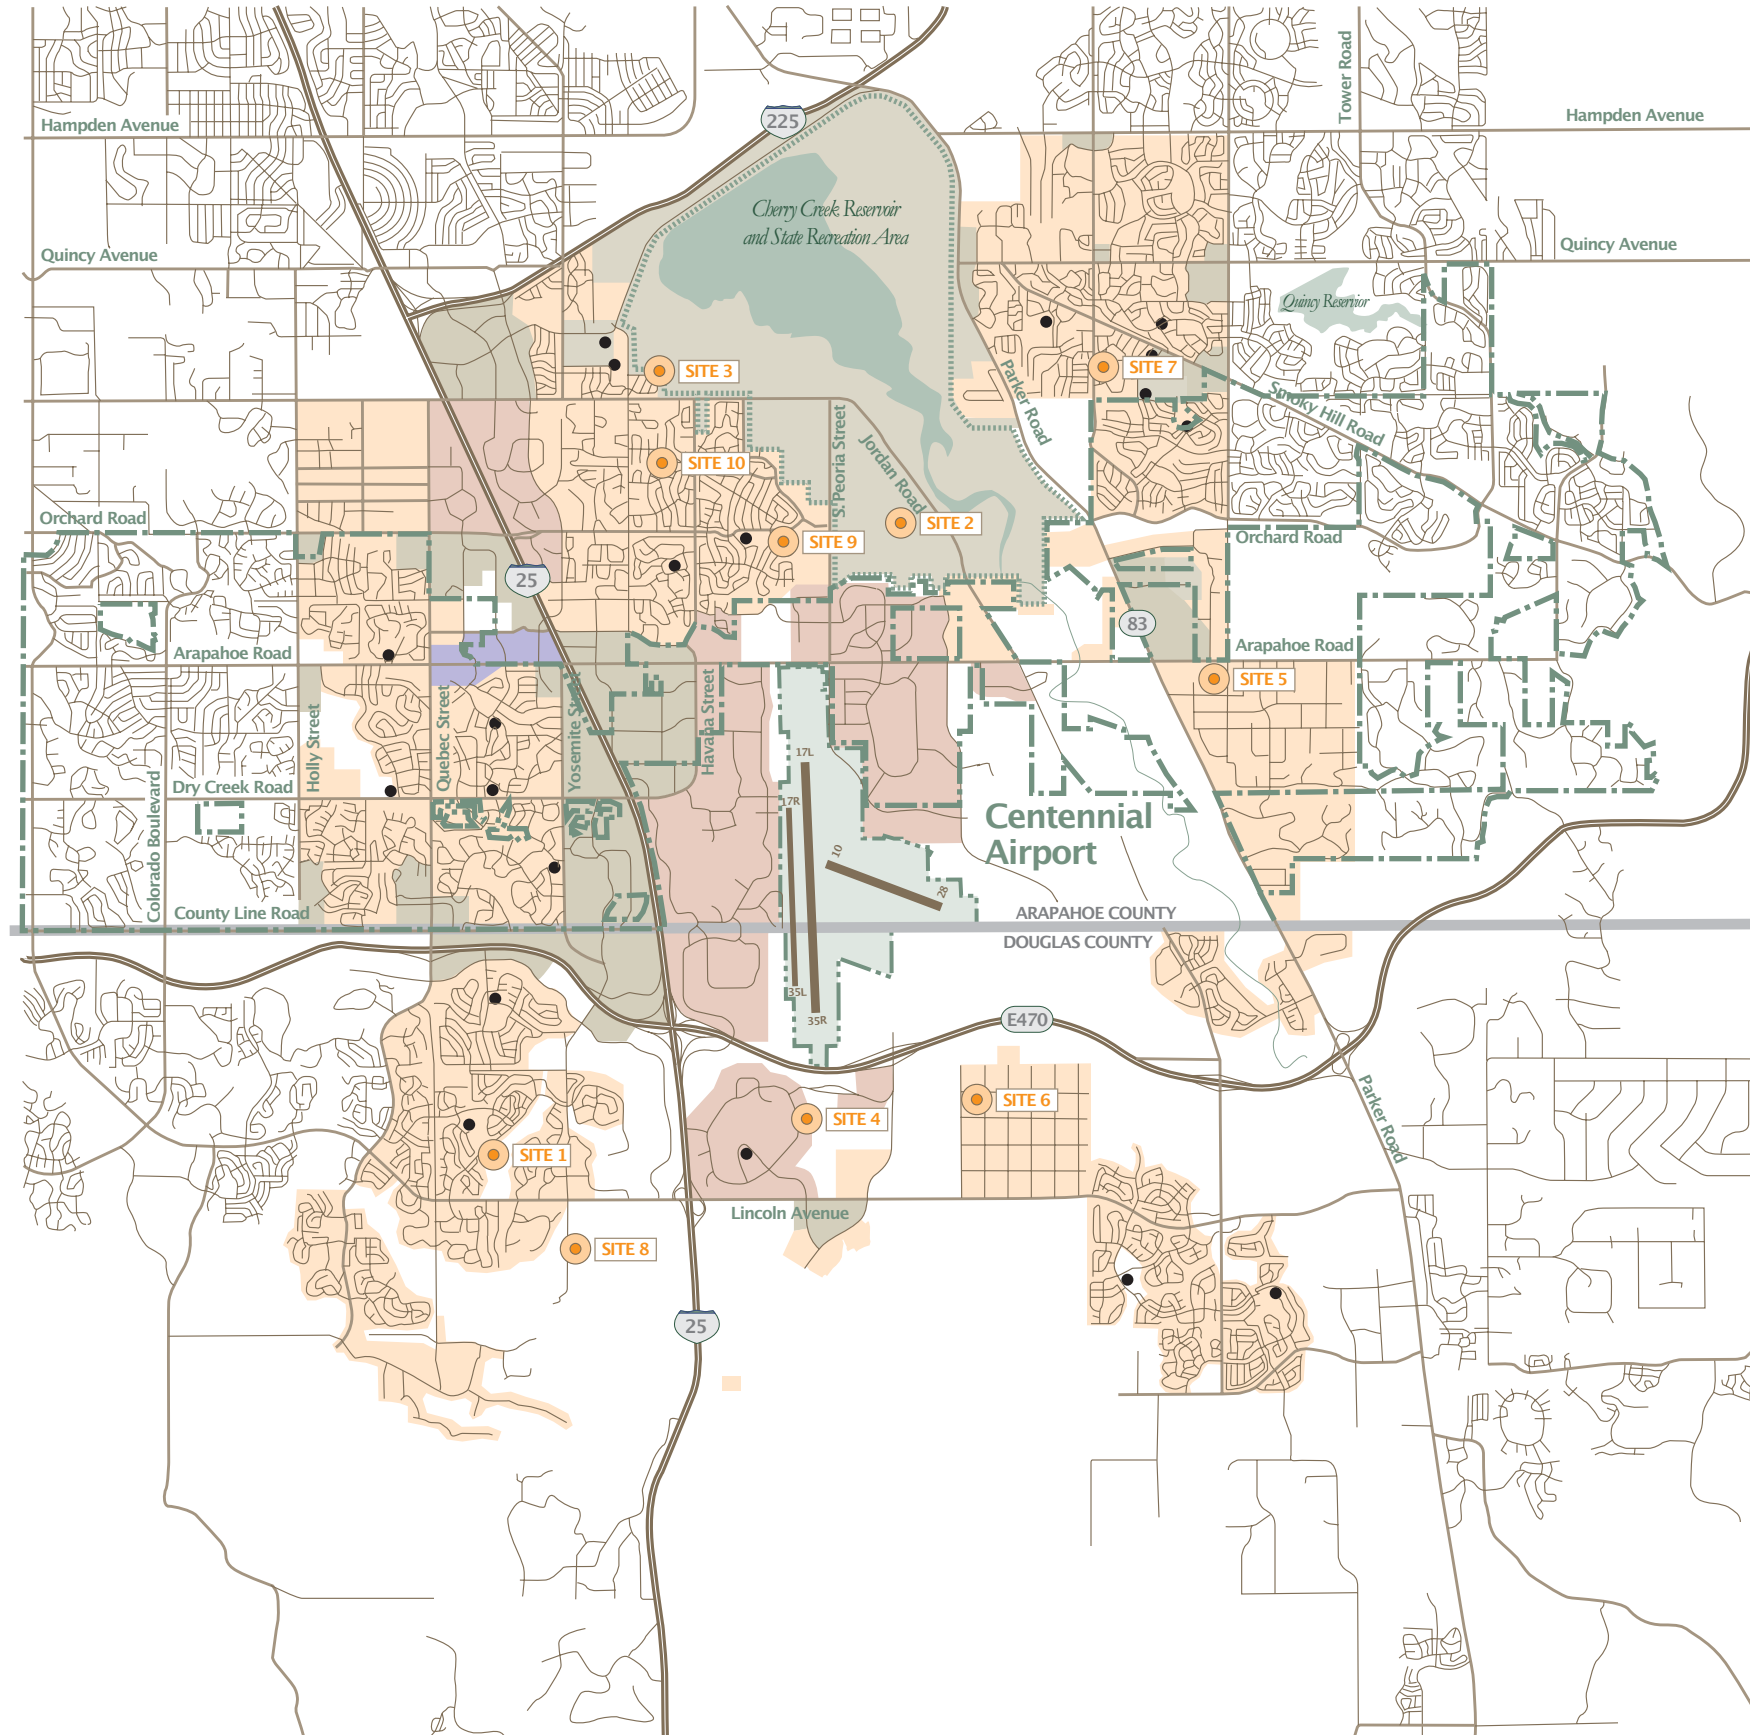 Tower Road
Hampden Avenue
225
Hampden Avenue
Cherry Creek Reservoir
and State Recreation Area
Quincy Avenue
Quincy Avenue
Quincy Reservior
SITE 3
Parker Road
SITE 7
Smoky Hill Road
S. Peoria Street
Jordan Road
SITE 10
Orchard Road
SITE 2
SITE 9
Orchard Road
25
83
Arapahoe Road
Arapahoe Road
SITE 5
Holly Street
Quebec Street
Yosemite Street
Havana Street
17L
Dry Creek Road
Colorado Boulevard
17R
Centennial
Airport
10
28
County Line Road
ARAPAHOE COUNTY
DOUGLAS COUNTY
35L
35R
E470
SITE 6
SITE 4
Parker Road
SITE 1
Lincoln Avenue
SITE 8
25